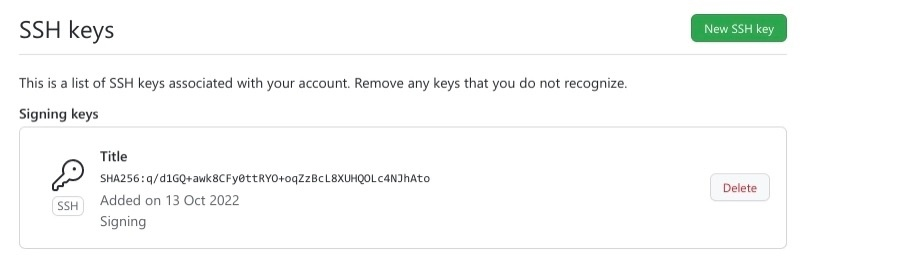 SSH keys
New SSH key
This is a list of SSH keys associated with your account. Remove any keys that you do not recognize.
Signing keys
Title
SHA256:q/d1GQ+awk8CFy0ttRYO+oqZzBcL8XUHQOLc4NJhAto
SSH
Added on 13 Oct 2022
Signing
Delete